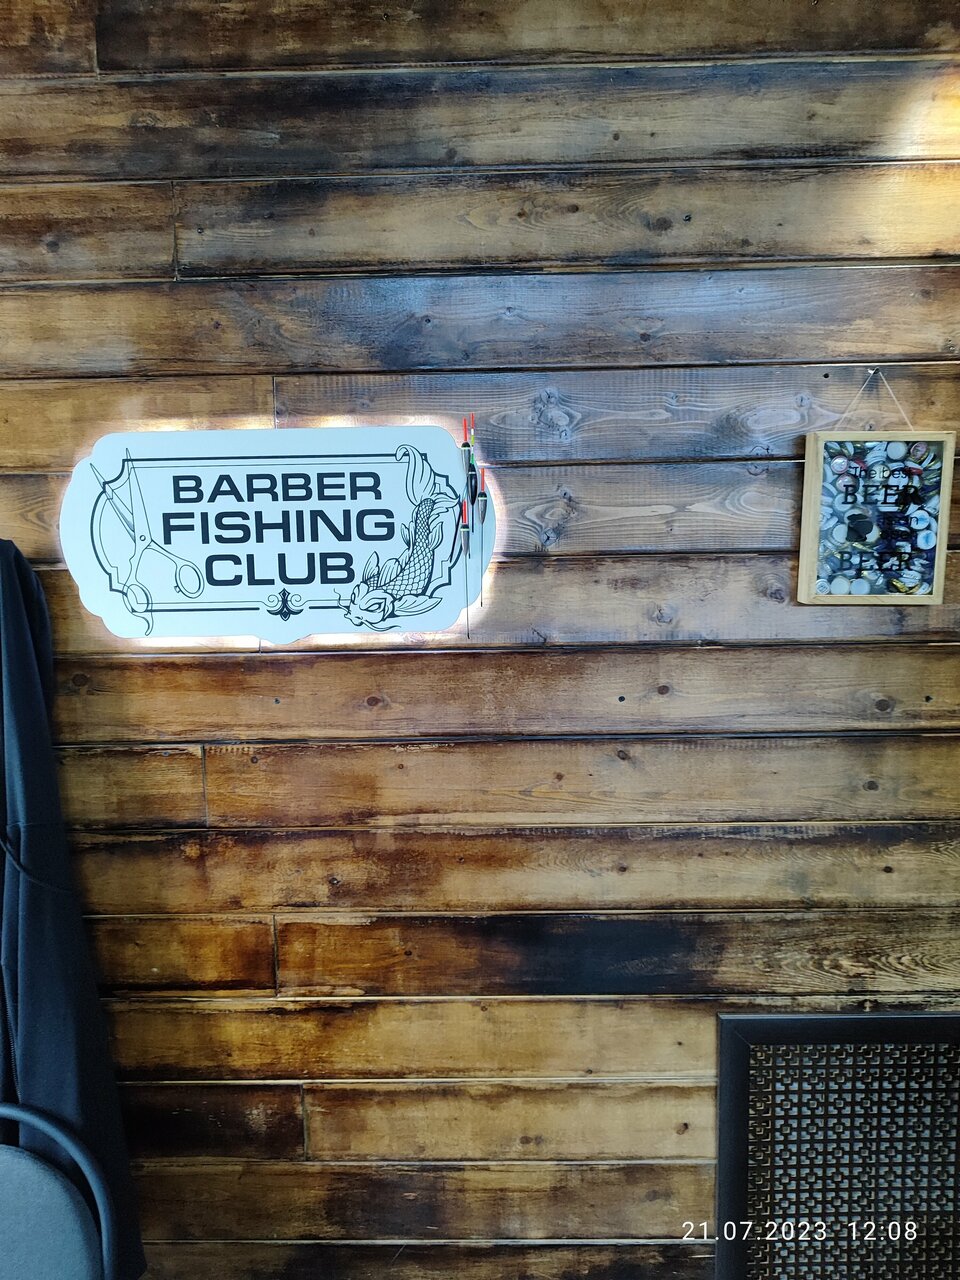 BARBER
FISHING
CLUB
The best
BEER
BEER
21.07.2023 12:08